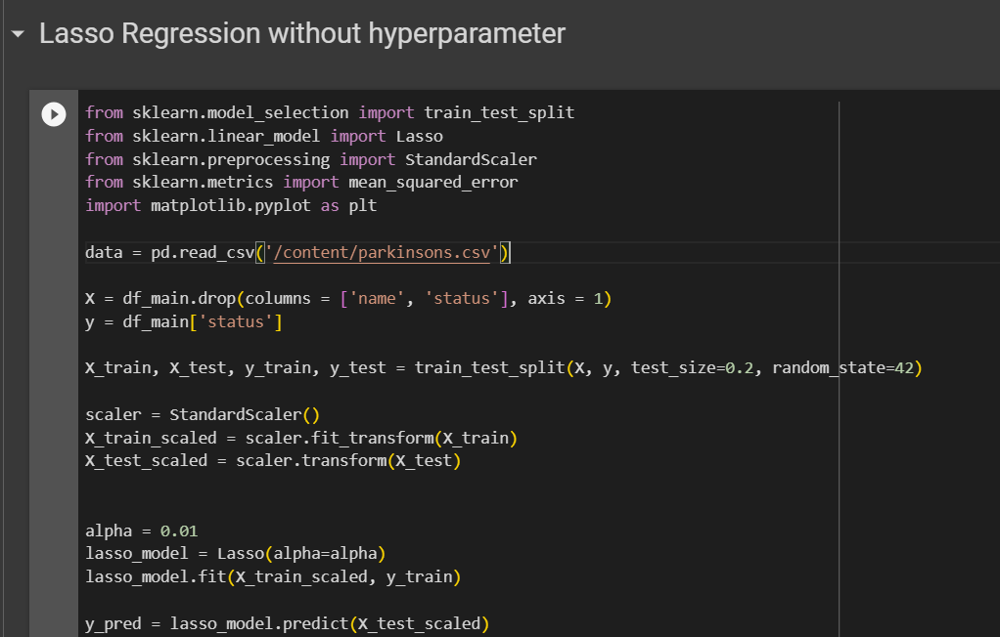 Lasso Regression without hyperparameter
from sklearn.model_selection import train_test_split
from sklearn.linear_model import Lasso
from sklearn.preprocessing import StandardScaler
from sklearn.metrics import mean_squared_error
import matplotlib.pyplot as plt
data = pd.read_csv('/content/parkinsons.csv')
X = df_main.drop(columns = ['name', 'status'], axis = 1)
y = df_main['status']
X_train, X_test, y_train, y_test = train_test_split(X, y, test_size=0.2, random_state=42)
scaler = StandardScaler()
X_train_scaled = scaler.fit_transform(X_train)
X_test_scaled = scaler.transform(X_test)
alpha = 0.01
lasso_model = Lasso(alpha=alpha)
lasso_model.fit(X_train_scaled, y_train)
y_pred = lasso_model.predict(X_test_scaled)